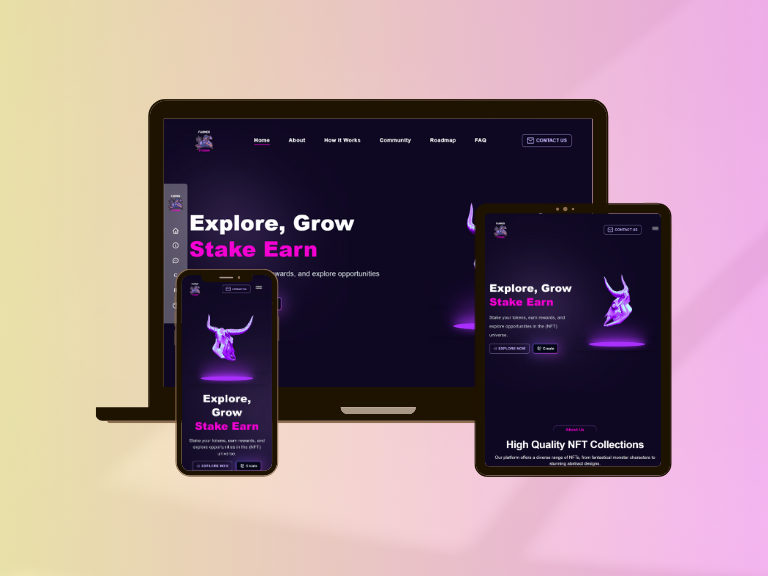 Home
About
How It Works
Community
Roadmap
FAQ
CONTACT US
Explore, Grow
Stake Earn
wards, and explore opportunities
CONTACT US
Explore, Grow
Stake Earn
Stake your tokens, earn rewards, and
explore opportunities in the (NFT)
universe.
EXPLORE NOW
Create
About Us
High Quality NFT Collections
Our platform offers a diverse range of NFTs, from fantastical monster characters to
stunning abstract designs.
CONTACT US
Explore,
Grow
Stake Earn
Stake your tokens, earn rewards, and
explore opportunities in the (NFT)
universe.
EXPLORE NOW
Create